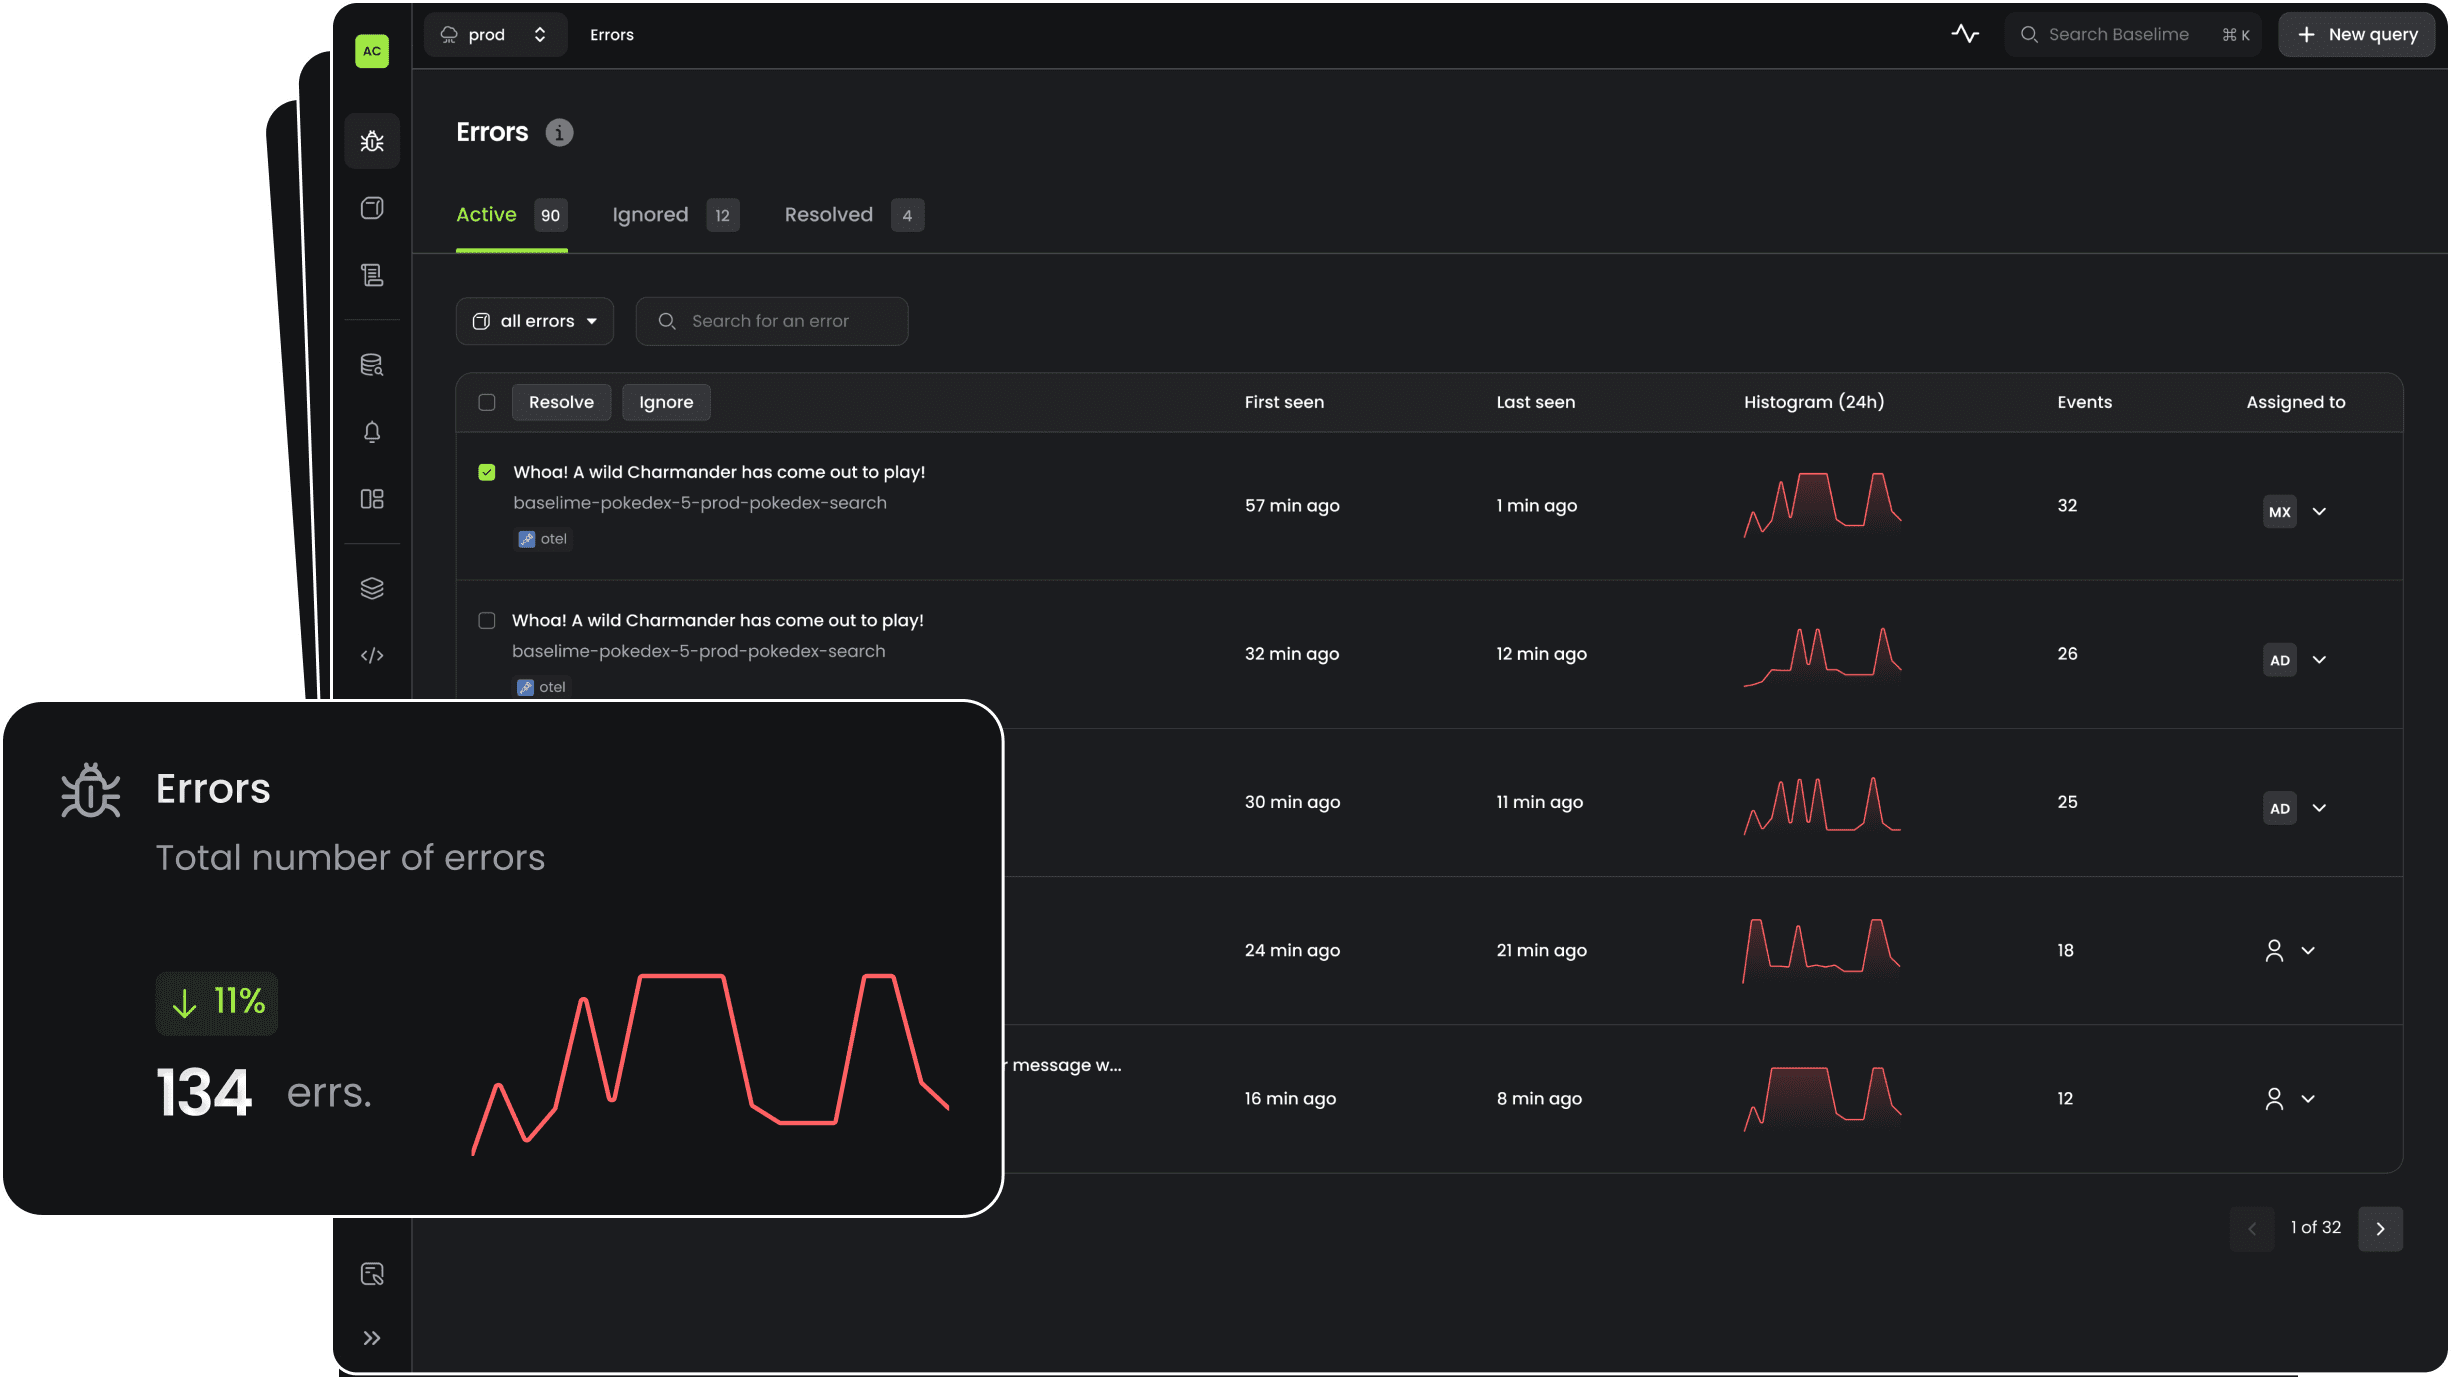 AC
prod
Errors
Search Baselime
⌘ K
+ New query
Errors
Active 90
Ignored 12
Resolved 4
all errors
Search for an error
Resolve
Ignore
First seen
Last seen
Histogram (24h)
Events
Assigned to
Whoa! A wild Charmander has come out to play!
baselime-pokedex-5-prod-pokedex-search
otel
57 min ago
1 min ago
32
MX
Whoa! A wild Charmander has come out to play!
baselime-pokedex-5-prod-pokedex-search
otel
32 min ago
12 min ago
26
AD
30 min ago
11 min ago
25
AD
24 min ago
21 min ago
18
message w...
16 min ago
8 min ago
12
1 of 32
Errors
Total number of errors
↓ 11%
134 errs.